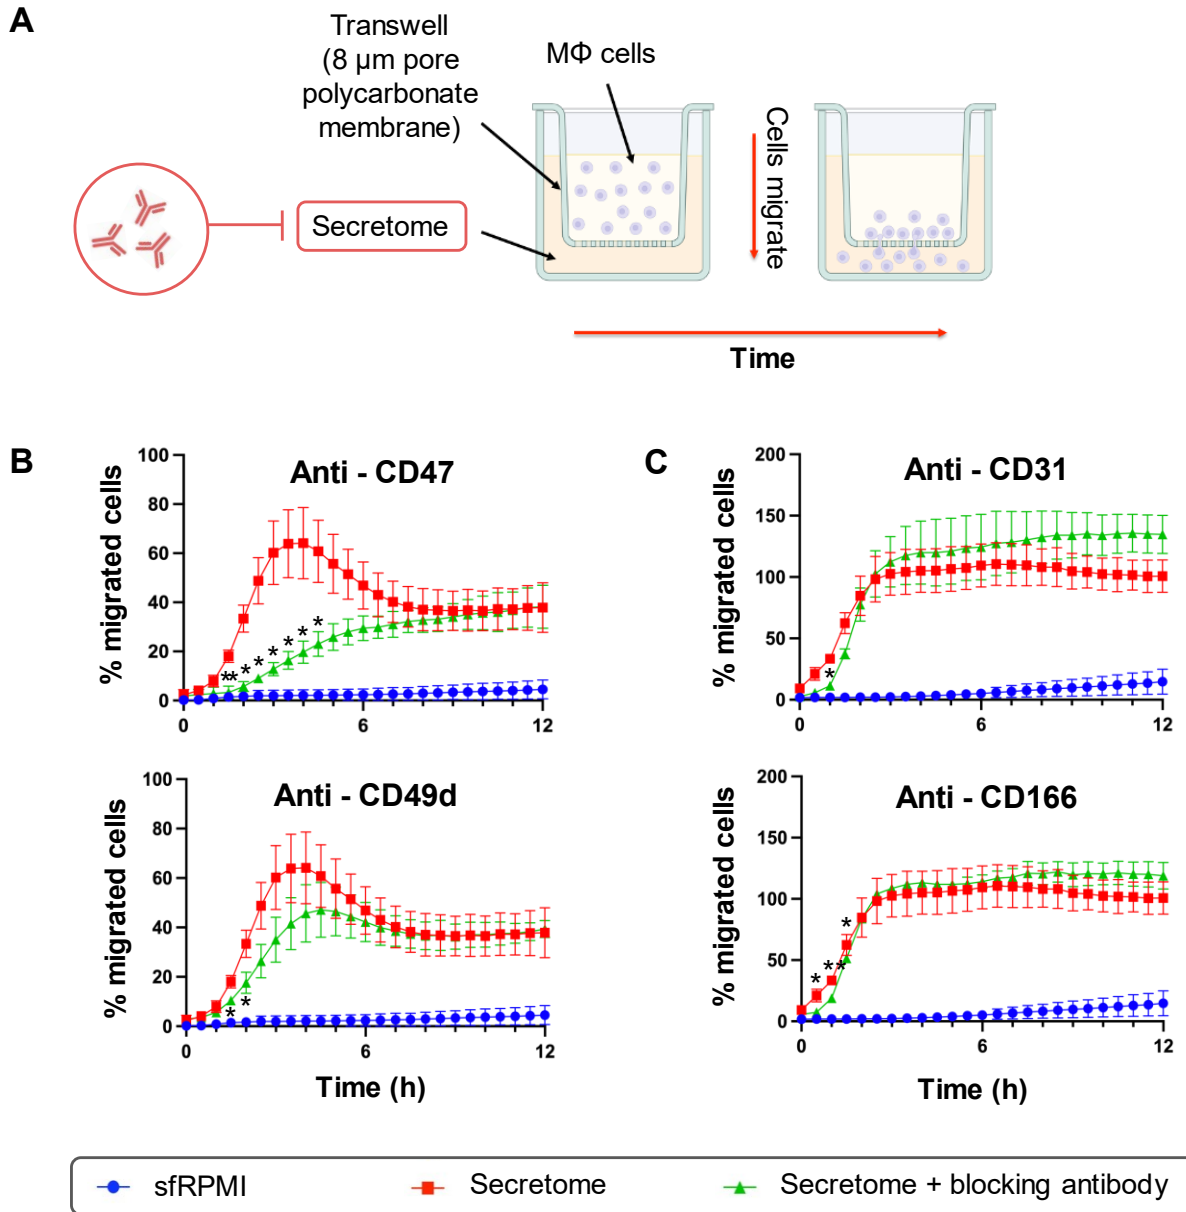 A
Transwell
(8 µm pore
polycarbonate
membrane)
MΦ cells
Secretome
Cells migrate
Time
B
Anti - CD47
% migrated cells
100
80
60
40
20
0
0
6
12
**
*
*
*
*
*
*
C
Anti - CD31
% migrated cells
200
150
100
50
0
0
6
12
*
Anti - CD49d
% migrated cells
100
80
60
40
20
0
0
6
12
*
*
Time (h)
Anti - CD166
% migrated cells
200
150
100
50
0
0
6
12
*
**
*
Time (h)
sfRPMI
Secretome
Secretome + blocking antibody